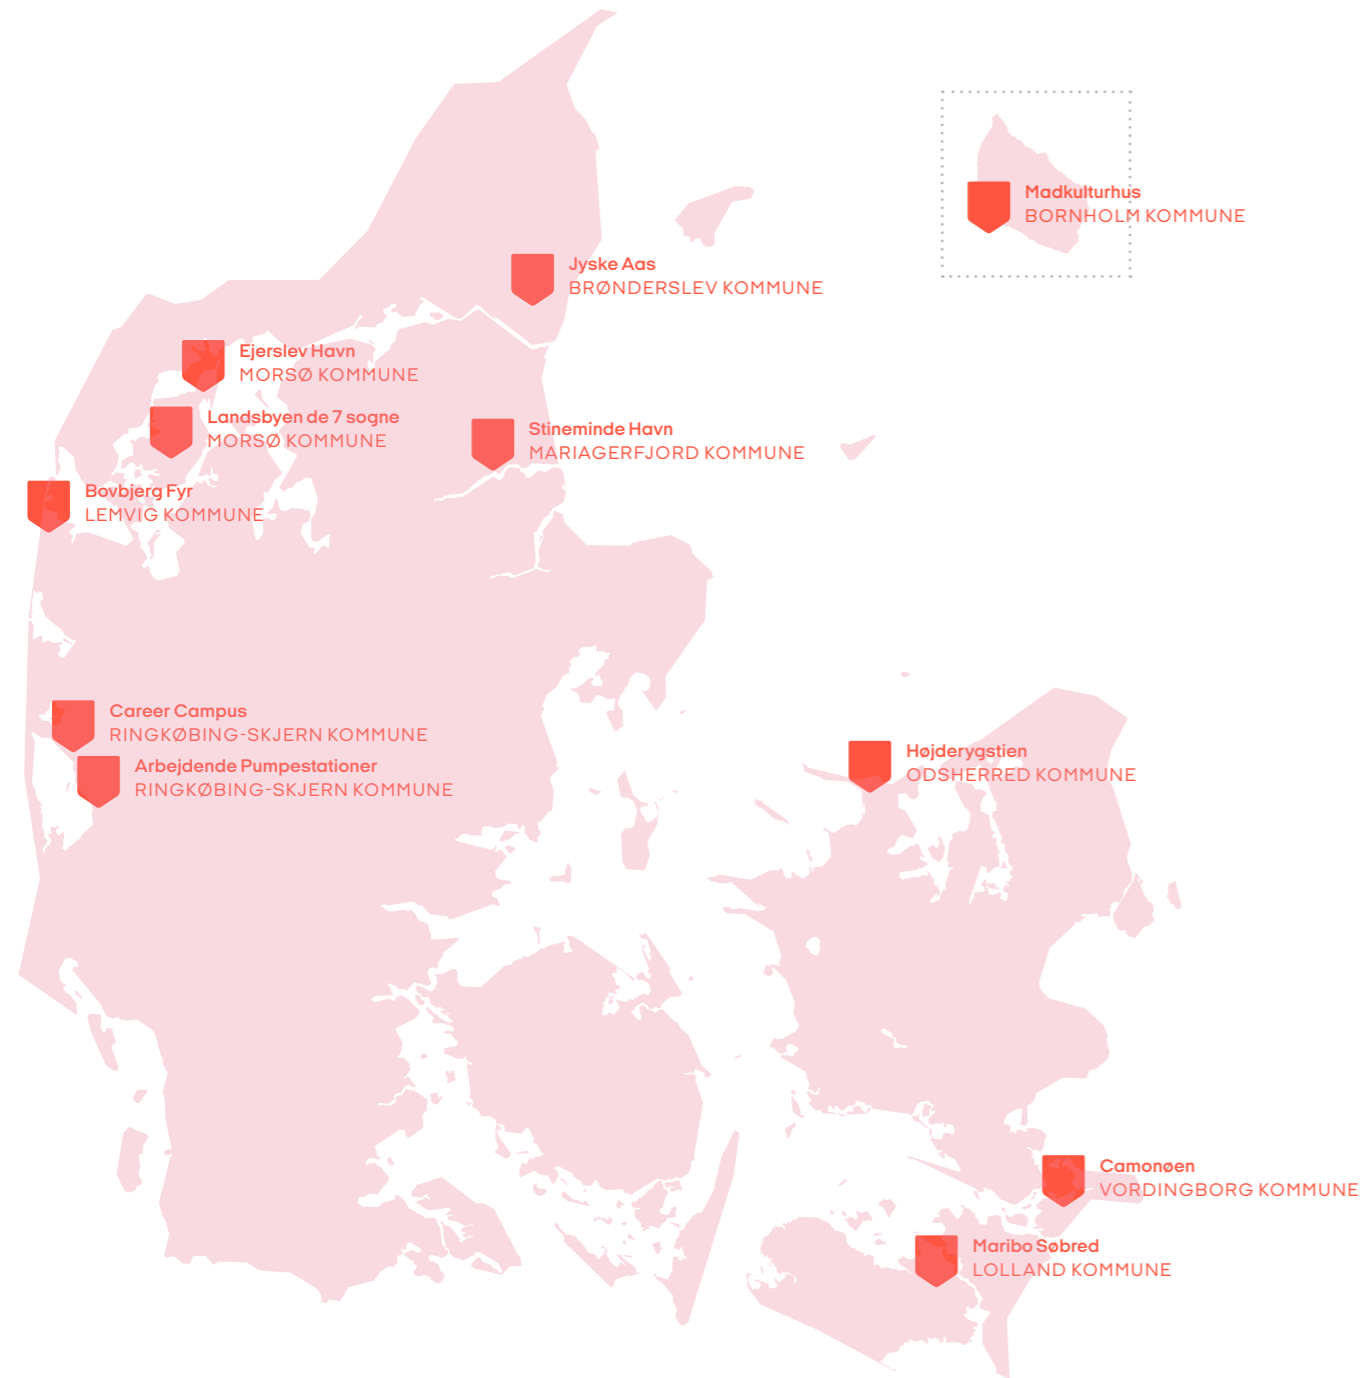 Madkulturhus
BORNHOLM KOMMUNE
Jyske Aas
BRØNDERSLEV KOMMUNE
Ejerslev Havn
MORSØ KOMMUNE
Landsbyen de 7 sogne
MORSØ KOMMUNE
Stineminde Havn
MARIAGERFJORD KOMMUNE
Bovbjerg Fyr
LEMVIG KOMMUNE
Career Campus
RINGKØBING-SKJERN KOMMUNE
Arbejdende Pumpestationer
RINGKØBING-SKJERN KOMMUNE
Højderygstien
ODSHERRED KOMMUNE
Camonøen
VORDINGBORG KOMMUNE
Maribo Søbred
LOLLAND KOMMUNE